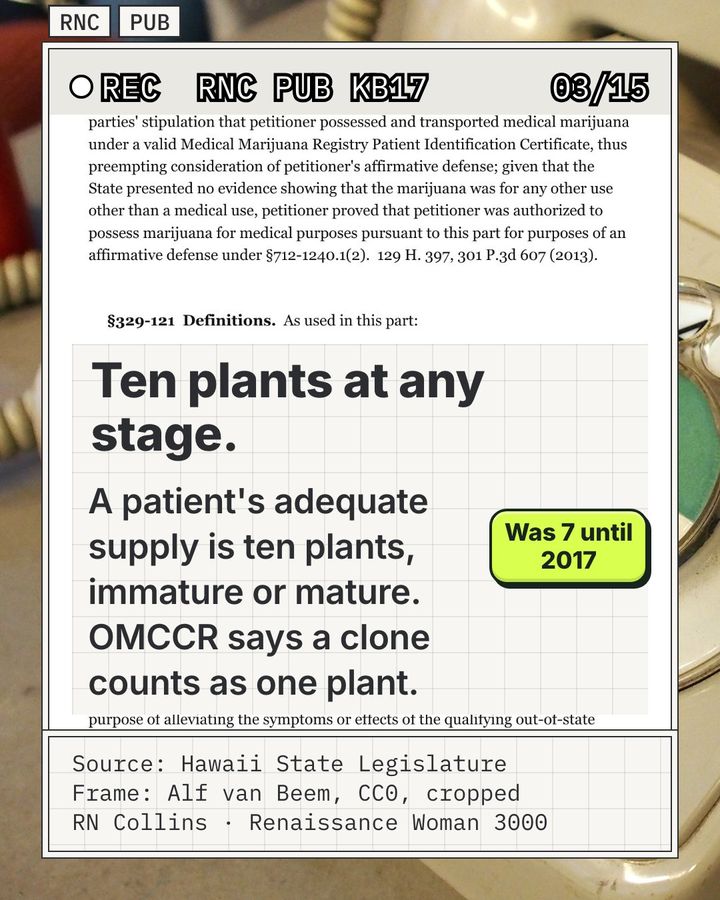 RNC PUB
REC RNC PUB KB17 03/15
parties' stipulation that petitioner possessed and transported medical marijuana
under a valid Medical Marijuana Registry Patient Identification Certificate, thus
preempting consideration of petitioner's affirmative defense; given that the
State presented no evidence showing that the marijuana was for any other use
other than a medical use, petitioner proved that petitioner was authorized to
possess marijuana for medical purposes pursuant to this part for purposes of an
affirmative defense under §712-1240.1(2).  129 H. 397, 301 P.3d 607 (2013).
§329-121  Definitions.  As used in this part:
Ten plants at any
stage.
A patient's adequate
supply is ten plants,
immature or mature.
OMCCR says a clone
counts as one plant.
Was 7 until
2017
purpose of alleviating the symptoms or effects of the qualifying out-of-state
Source: Hawaii State Legislature
Frame: Alf van Beem, CC0, cropped
RN Collins · Renaissance Woman 3000